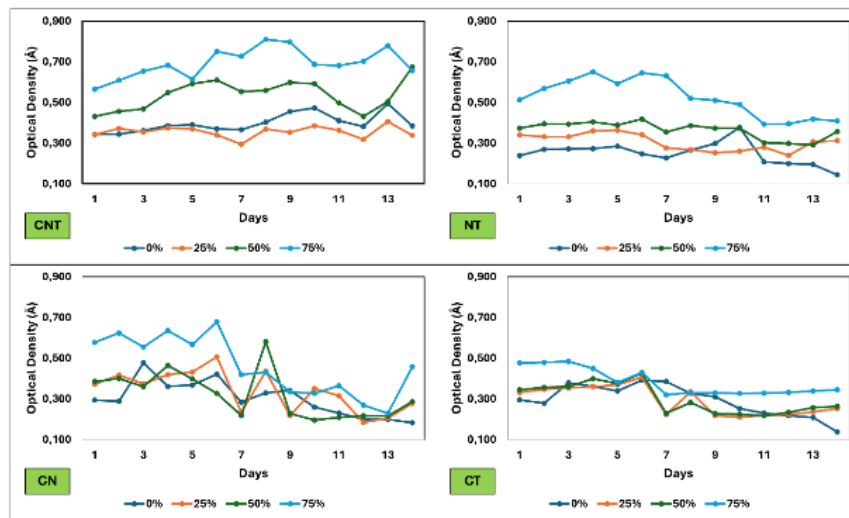 0,900
0,700
0,500
0,300
0,100
Optical Density (Å)
1 3 5 7 9 11 13
Days
CNT
0% 25% 50% 75%
0,900
0,700
0,500
0,300
0,100
Optical Density (Å)
1 3 5 7 9 11 13
Days
NT
0% 25% 50% 75%
0,900
0,700
0,500
0,300
0,100
Optical Density (Å)
1 3 5 7 9 11 13
Days
CN
0% 25% 50% 75%
0,900
0,700
0,500
0,300
0,100
Optical Density (Å)
1 3 5 7 9 11 13
Days
CT
0% 25% 50% 75%